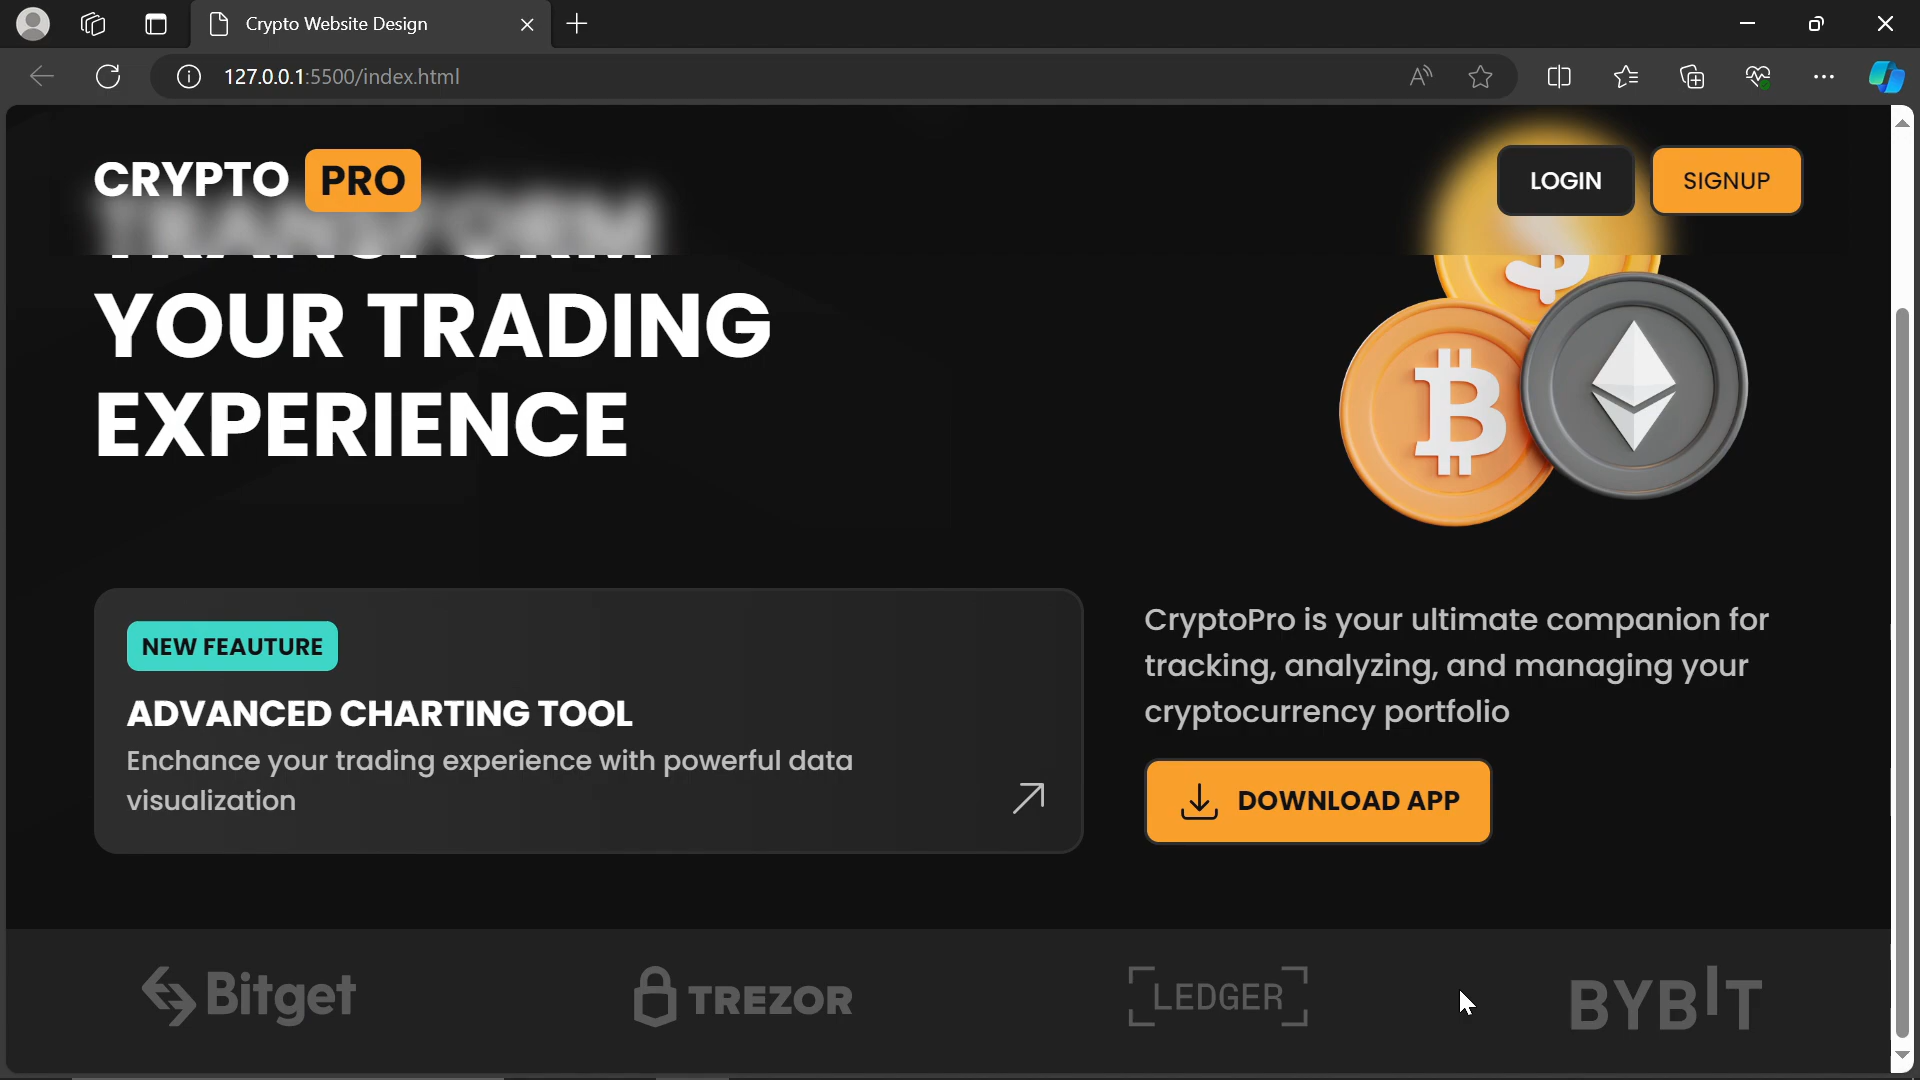 Crypto Website Design
127.0.0.1:5500/index.html
CRYPTO PRO
LOGIN
SIGNUP
TRANSFORM
YOUR TRADING
EXPERIENCE
NEW FEAUTURE
ADVANCED CHARTING TOOL
Enchance your trading experience with powerful data
visualization
CryptoPro is your ultimate companion for
tracking, analyzing, and managing your
cryptocurrency portfolio
DOWNLOAD APP
Bitget
TREZOR
LEDGER
BYBIT